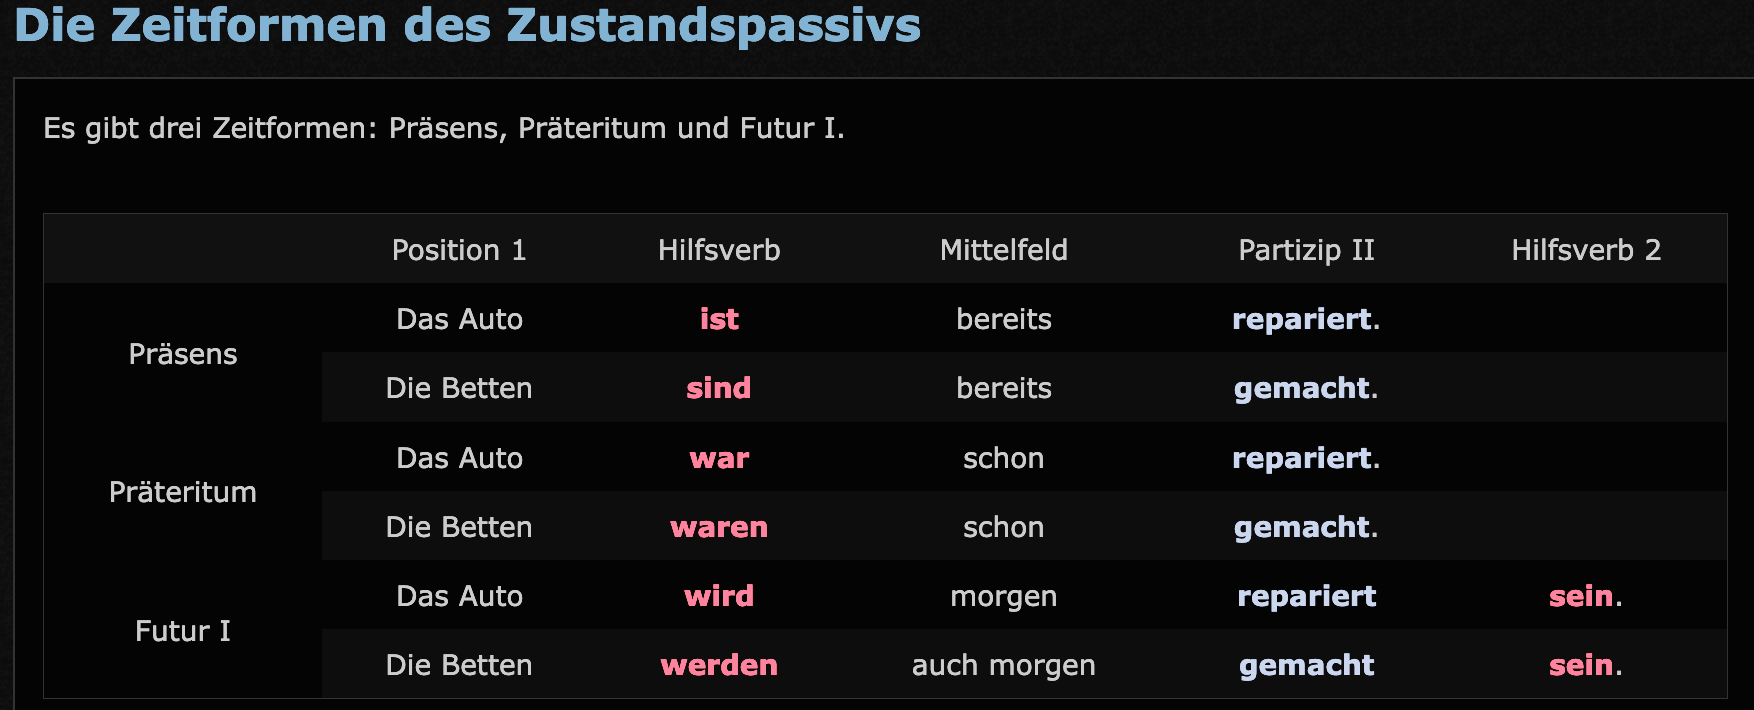 Die Zeitformen des Zustandspassivs
Es gibt drei Zeitformen: Präsens, Präteritum und Futur I.
Position 1 Hilfsverb Mittelfeld Partizip II Hilfsverb 2
Präsens
Das Auto ist bereits repariert.
Die Betten sind bereits gemacht.
Präteritum
Das Auto war schon repariert.
Die Betten waren schon gemacht.
Futur I
Das Auto wird morgen repariert sein.
Die Betten werden auch morgen gemacht sein.